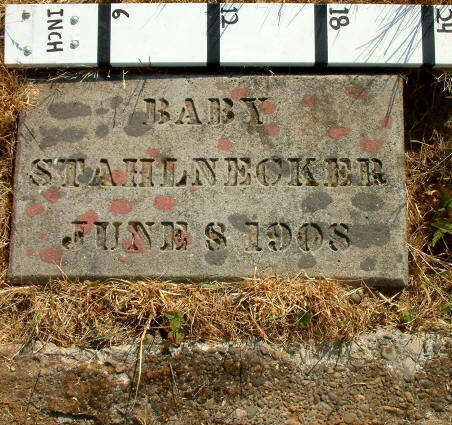 INCH 6 12 18 24
BABY
STAHLNECKER
JUNE 8 1908